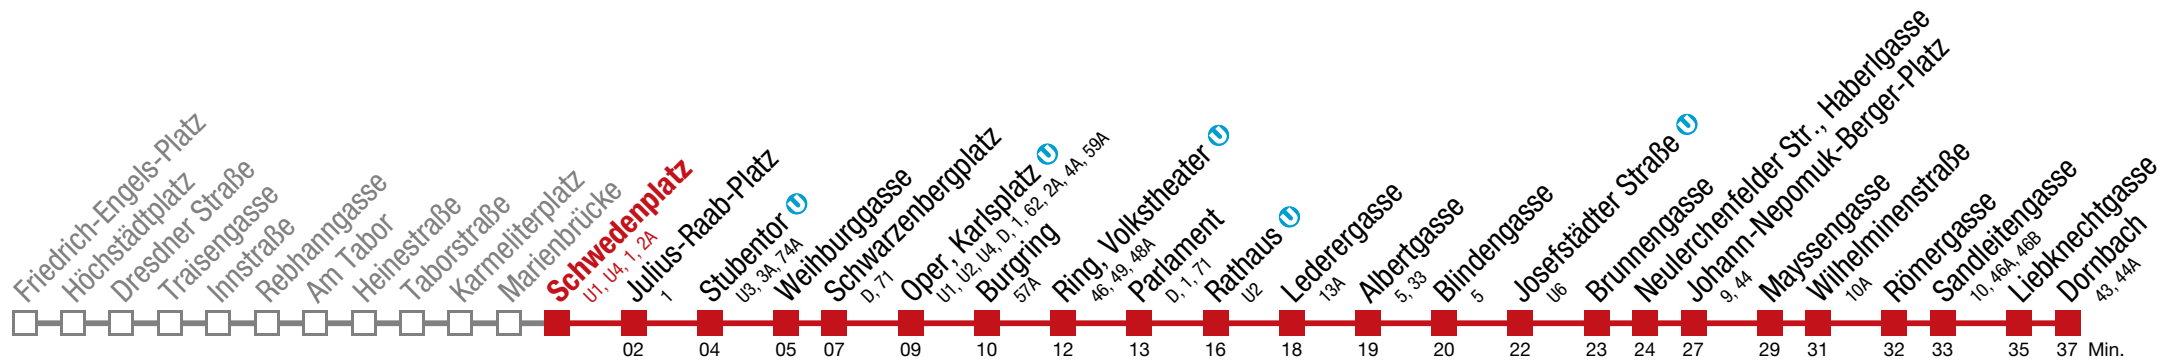 Friedrich-Engels-Platz
Höchstädtplatz
Dresdner Straße
Traisengasse
Innstraße
Rebhanngasse
Am Tabor
Heinestraße
Taborstraße
Karmeliterplatz
Marienbrücke
Schwedenplatz
U1, U4, 1, 2A
Julius-Raab-Platz
1
Stubentor U
U3, 3A, 74A
Weihburggasse
Schwarzenbergplatz
D, 71
Oper, Karlsplatz U
U1, U2, U4, D, 1, 62, 2A, 4A, 59A
Burgring
57A
Ring, Volkstheater U
46, 49, 48A
Parlament
D, 1, 71
Rathaus U
U2
Lederergasse
13A
Albertgasse
5, 33
Blindengasse
5
Josefstädter Straße U
U6
Brunnengasse
Neulerchenfelder Str., Haberlgasse
Johann-Nepomuk-Berger-Platz
9, 44
Mayssengasse
Wilhelminenstraße
10A
Römergasse
Sandleitengasse
10, 46A, 46B
Liebknechtgasse
Dornbach
43, 44A
02 04 05 07 09 10 12 13 16 18 19 20 22 23 24 27 29 31 32 33 35 37 Min.